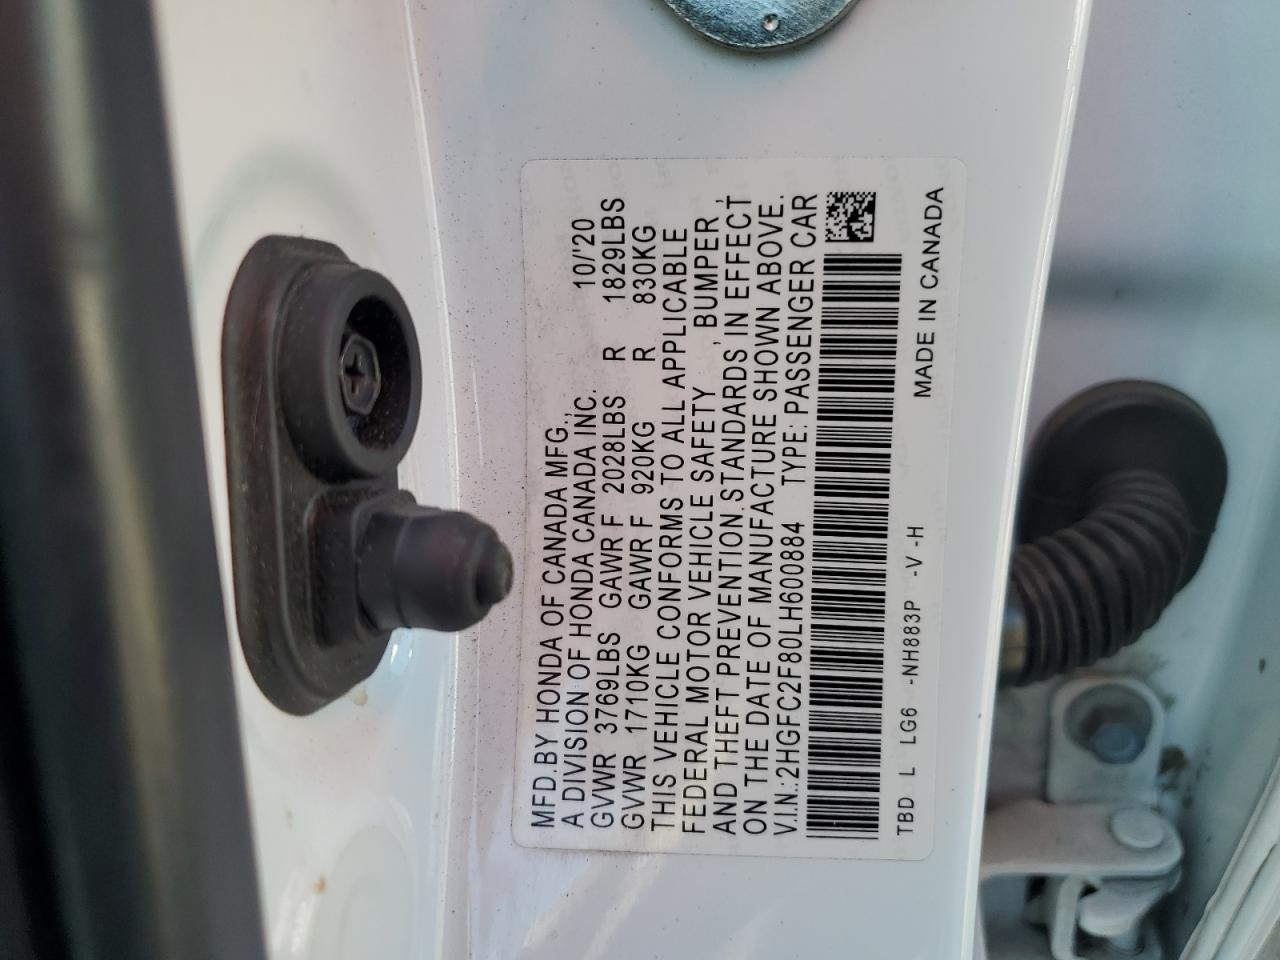 MFD.BY HONDA OF CANADA MFG., 10/'20
A DIVISION OF HONDA CANADA INC.
GVWR 3769LBS GAWR F 2028LBS R 1829LBS
GVWR 1710KG GAWR F 920KG R 830KG
THIS VEHICLE CONFORMS TO ALL APPLICABLE
FEDERAL MOTOR VEHICLE SAFETY, BUMPER,
AND THEFT PREVENTION STANDARDS IN EFFECT
ON THE DATE OF MANUFACTURE SHOWN ABOVE.
V.I.N.:2HGFC2F80LH600884 TYPE: PASSENGER CAR
TBD L LG6 -NH883P -V -H
MADE IN CANADA